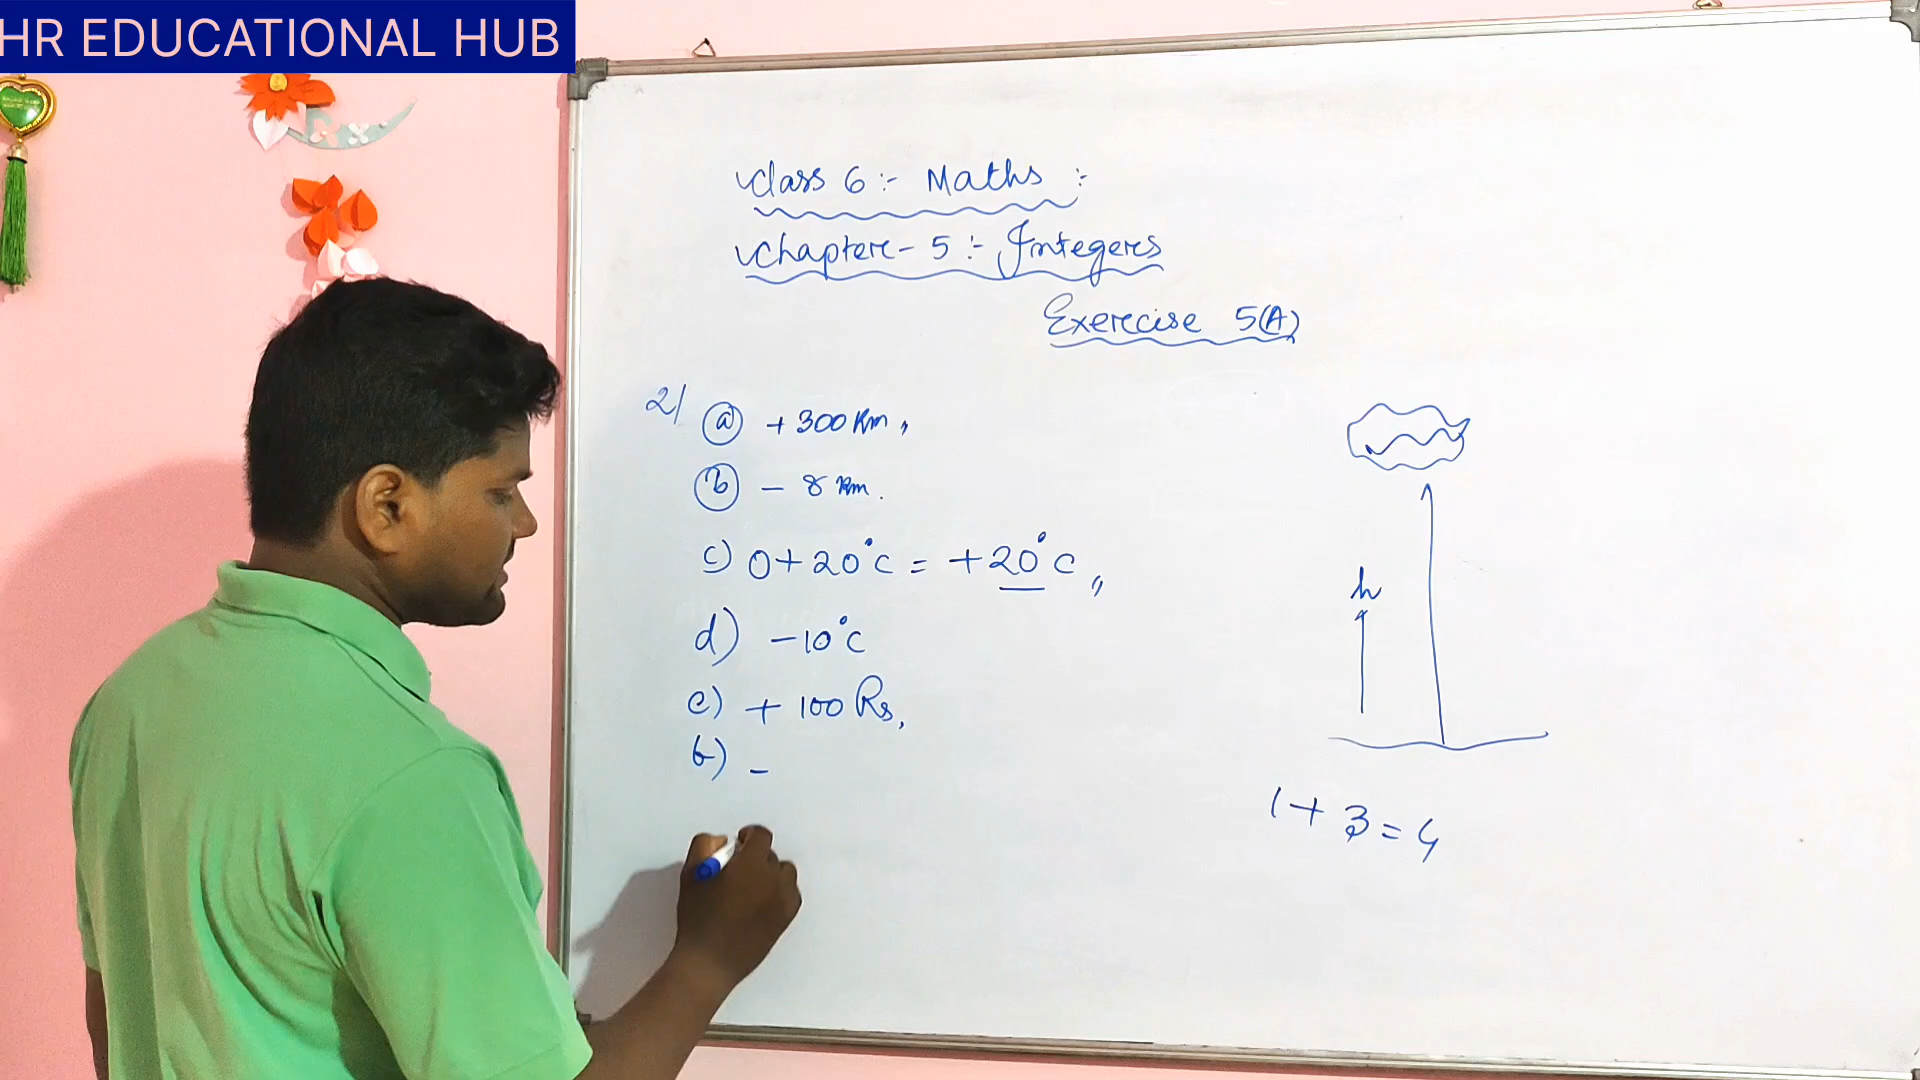 HR EDUCATIONAL HUB
Class 6 :- Maths :-
Chapter - 5 :- Integers
Exercise 5(A)
2/ (a) + 300 Km,
(b) - 8 Km.
c) 0 + 20°C = + 20°C,,
d) - 10°C
e) + 100 Rs,
f) -
h
1 + 3 = 4